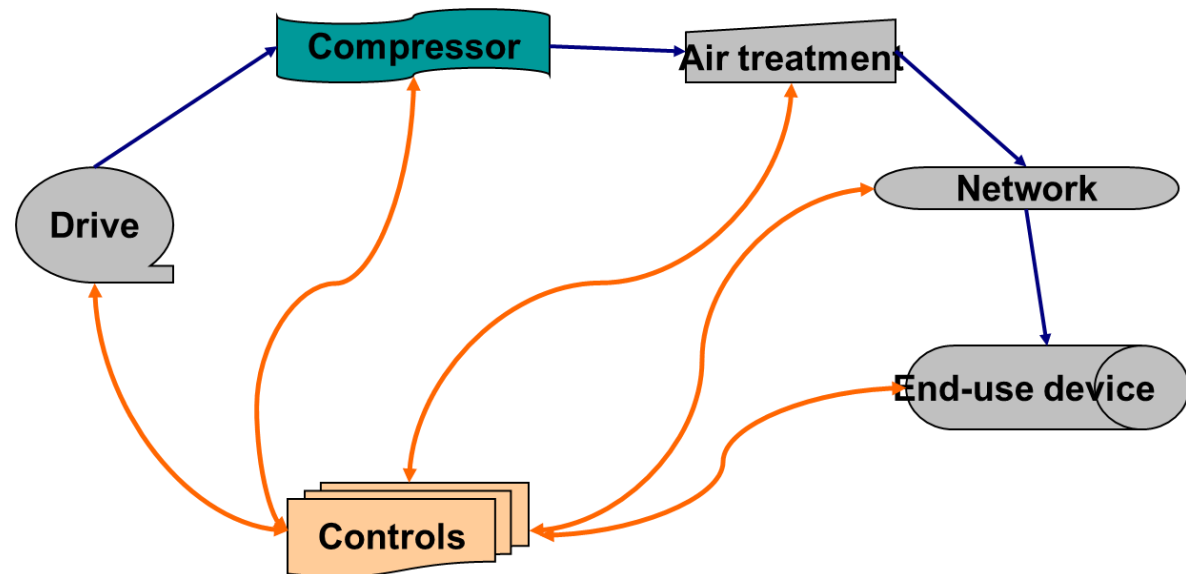 Compressor
Air treatment
Network
Drive
End-use device
Controls